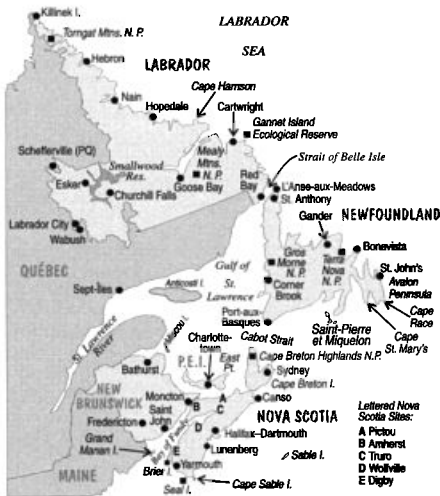 Killinek I.
LABRADOR
SEA
Torngat Mtns. N.P.
Hebron
LABRADOR
Nain
Hopedale
Cape Harrison
Cartwright
Gannet Island
Ecological Reserve
Schefferville (PQ)
Smallwood
Res.
Mealy
Mtns.
N.P.
Strait of Belle Isle
Esker
Churchill Falls
Goose Bay
Red
Bay
L'Anse-aux-Meadows
St.
Anthony
Labrador City
Wabush
Gander
NEWFOUNDLAND
Bonevista
QUÉBEC
Gros
Morne
N.P.
Terra
Nova
N.P.
St. John's
Avalon
Peninsula
Sept-Îles
Anticosti I.
Gulf of
St.
Lawrence
Corner
Brook
Cape
Race
Port-aux-
Basques
Saint-Pierre
et Miquelon
Cape
St. Mary's
St. Lawrence
River
Miscou I.
Charlotte-
town
Cabot Strait
P.E.I.
East
Pt.
Cape Breton Highlands N.P.
Bathurst
Sydney
Cape Breton I.
NEW
BRUNSWICK
Moncton
Canso
A
B
C
D
E
Saint
John
Fredericton
NOVA SCOTIA
Lettered Nova
Scotia Sites:
A Pictou
B Amherst
C Truro
D Wolfville
E Digby
Grand
Manan I.
Bay of Fundy
Halifax–Dartmouth
Lunenberg
Sable I.
MAINE
Brier I.
Yarmouth
Seal I.
Cape Sable I.